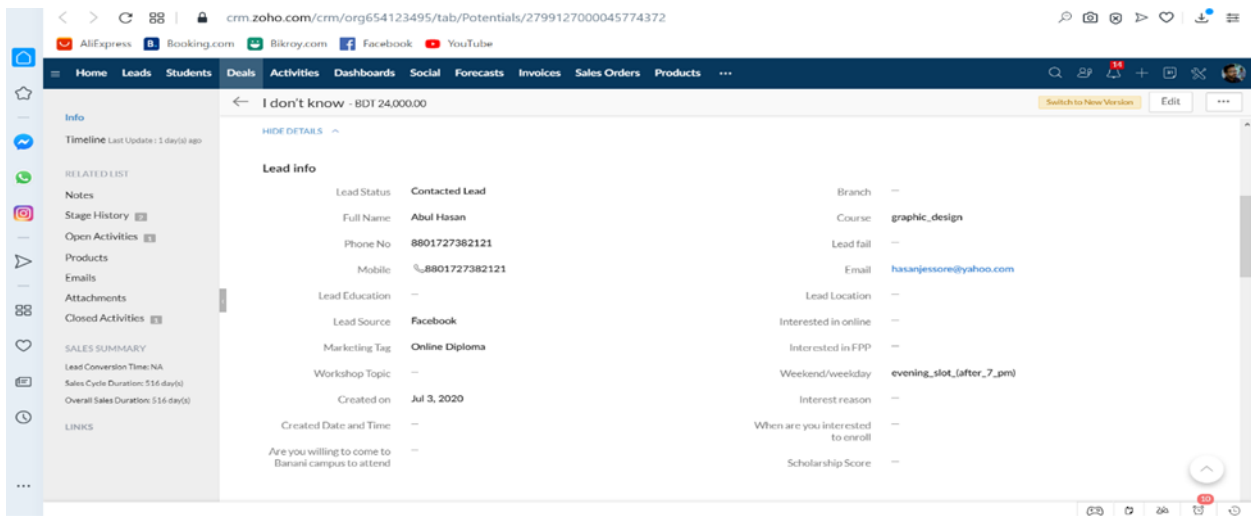 crm.zoho.com/crm/org654123495/tab/Potentials/2799127000045774372
AliExpress B. Booking.com Bikroy.com Facebook YouTube
Home Leads Students Deals Activities Dashboards Social Forecasts Invoices Sales Orders Products ...
14
I don't know - BDT 24,000.00 Switch to New Version Edit ...
Info
Timeline Last Update : 1 day(s) ago
RELATED LIST
Notes
Stage History 2
Open Activities 1
Products
Emails
Attachments
Closed Activities 1
SALES SUMMARY
Lead Conversion Time: NA
Sales Cycle Duration: 516 day(s)
Overall Sales Duration: 516 day(s)
LINKS
HIDE DETAILS
Lead info
Lead Status Contacted Lead Branch —
Full Name Abul Hasan Course graphic_design
Phone No 8801727382121 Lead fail —
Mobile 8801727382121 Email hasanjessore@yahoo.com
Lead Education — Lead Location —
Lead Source Facebook Interested in online —
Marketing Tag Online Diploma Interested in FPP —
Workshop Topic — Weekend/weekday evening_slot_(after_7_pm)
Created on Jul 3, 2020 Interest reason —
Created Date and Time — When are you interested to enroll —
Are you willing to come to Banani campus to attend — Scholarship Score —
10